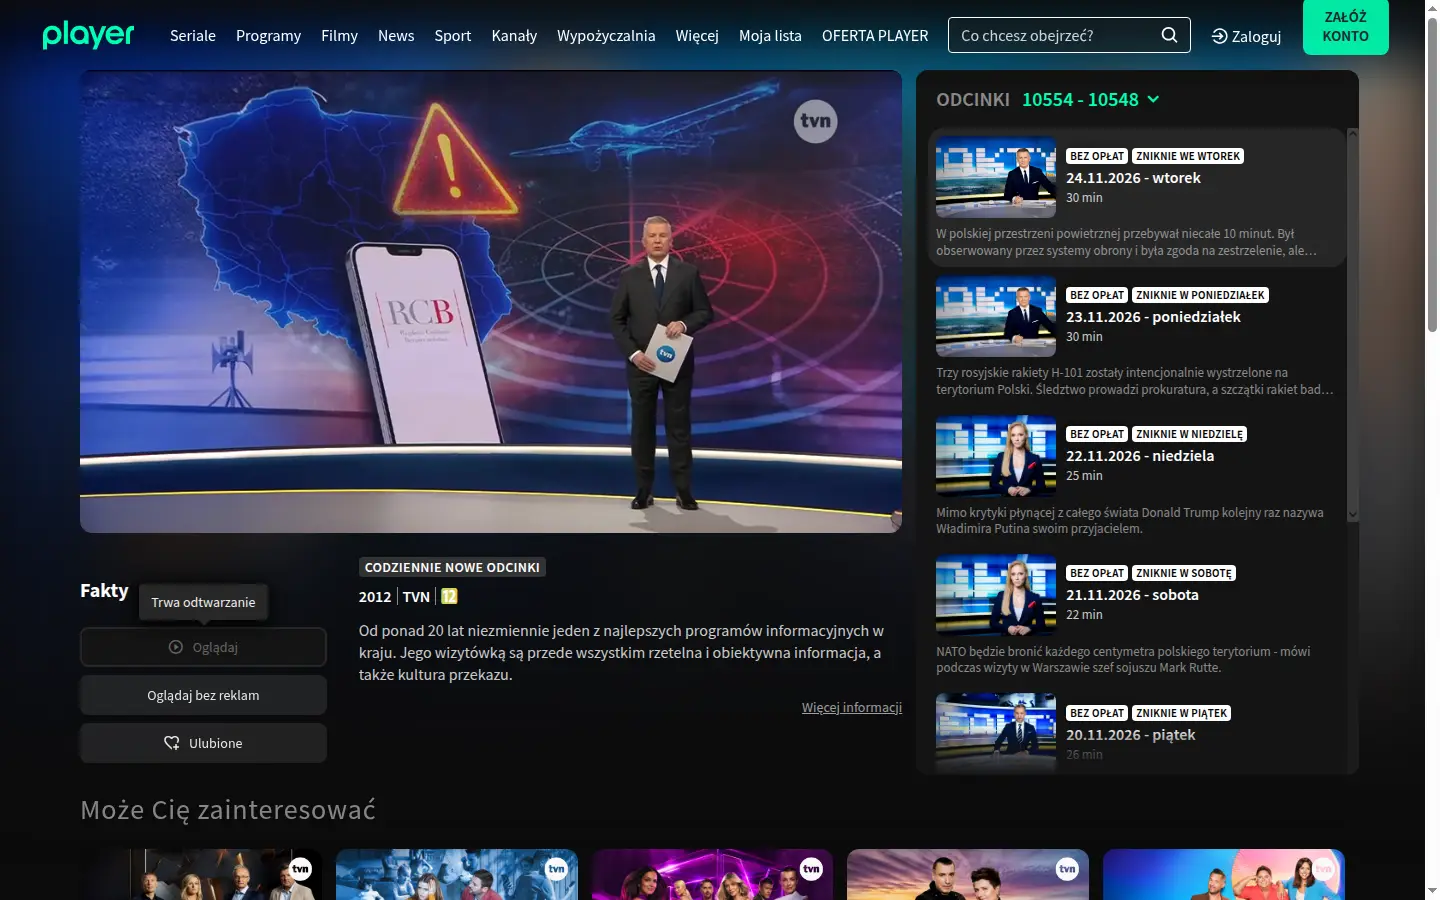 player
Seriale
Programy
Filmy
News
Sport
Kanały
Wypożyczalnia
Więcej
Moja lista
OFERTA PLAYER
Co chcesz obejrzeć?
Zaloguj
ZAŁÓŻ
KONTO
tvn
RCB
tvn
ODCINKI 10554 - 10548
BEZ OPŁAT ZNIKNIE WE WTOREK
24.11.2026 - wtorek
30 min
W polskiej przestrzeni powietrznej przebywał niecałe 10 minut. Był
obserwowany przez systemy obrony i była zgoda na zestrzelenie, ale…
BEZ OPŁAT ZNIKNIE W PONIEDZIAŁEK
23.11.2026 - poniedziałek
30 min
Trzy rosyjskie rakiety H-101 zostały intencjonalnie wystrzelone na
terytorium Polski. Śledztwo prowadzi prokuratura, a szczątki rakiet bad…
BEZ OPŁAT ZNIKNIE W NIEDZIELĘ
22.11.2026 - niedziela
25 min
Mimo krytyki płynącej z całego świata Donald Trump kolejny raz nazywa
Władimira Putina swoim przyjacielem.
BEZ OPŁAT ZNIKNIE W SOBOTĘ
21.11.2026 - sobota
22 min
NATO będzie bronić każdego centymetra polskiego terytorium - mówi
podczas wizyty w Warszawie szef sojuszu Mark Rutte.
BEZ OPŁAT ZNIKNIE W PIĄTEK
20.11.2026 - piątek
26 min
Fakty
Trwa odtwarzanie
Oglądaj
Oglądaj bez reklam
Ulubione
CODZIENNIE NOWE ODCINKI
2012 TVN 12
Od ponad 20 lat niezmiennie jeden z najlepszych programów informacyjnych w
kraju. Jego wizytówką są przede wszystkim rzetelna i obiektywna informacja, a
także kultura przekazu.
Więcej informacji
Może Cię zainteresować
tvn
tvn
tvn
tvn
tvn